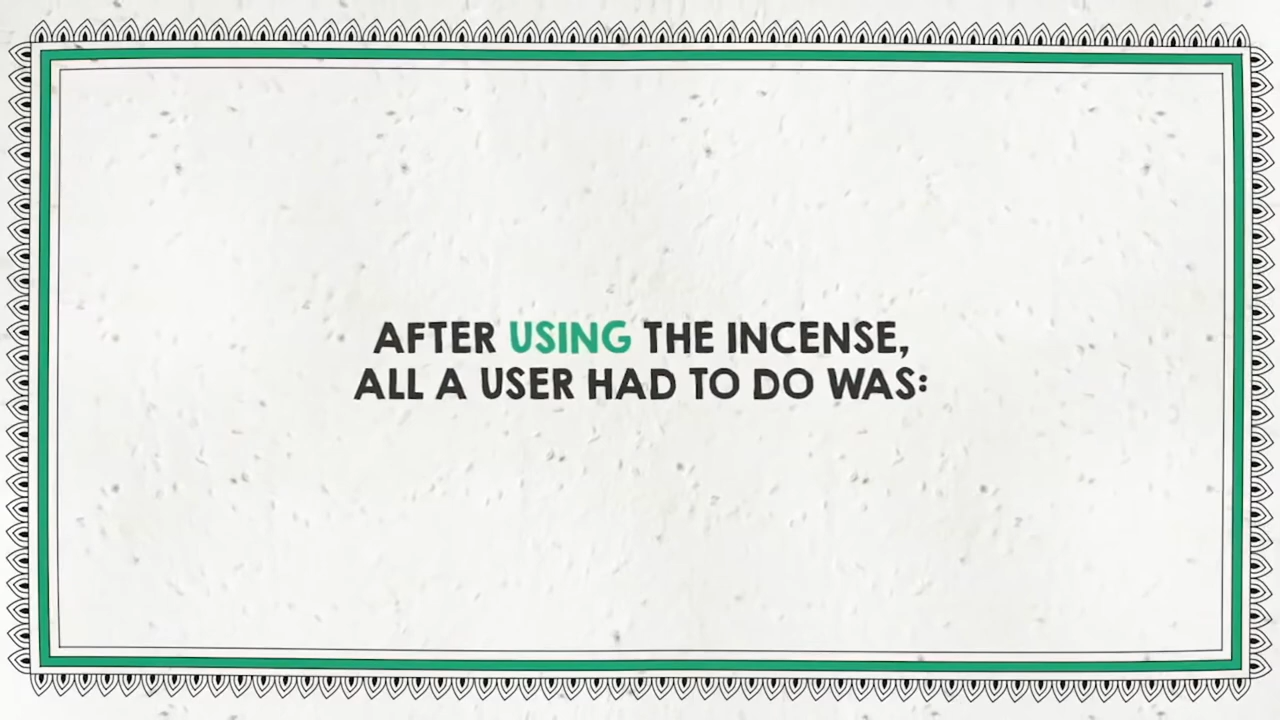 AFTER USING THE INCENSE,
ALL A USER HAD TO DO WAS: